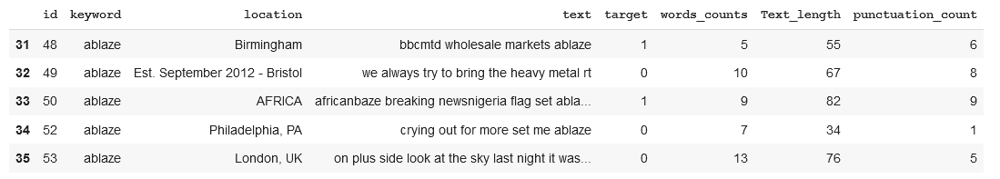 id keyword location text target words_counts Text_length punctuation_count
31 48 ablaze Birmingham bbcmtd wholesale markets ablaze 1 5 55 6
32 49 ablaze Est. September 2012 - Bristol we always try to bring the heavy metal rt 0 10 67 8
33 50 ablaze AFRICA africanbaze breaking newsnigeria flag set abla... 1 9 82 9
34 52 ablaze Philadelphia, PA crying out for more set me ablaze 0 7 34 1
35 53 ablaze London, UK on plus side look at the sky last night it was... 0 13 76 5